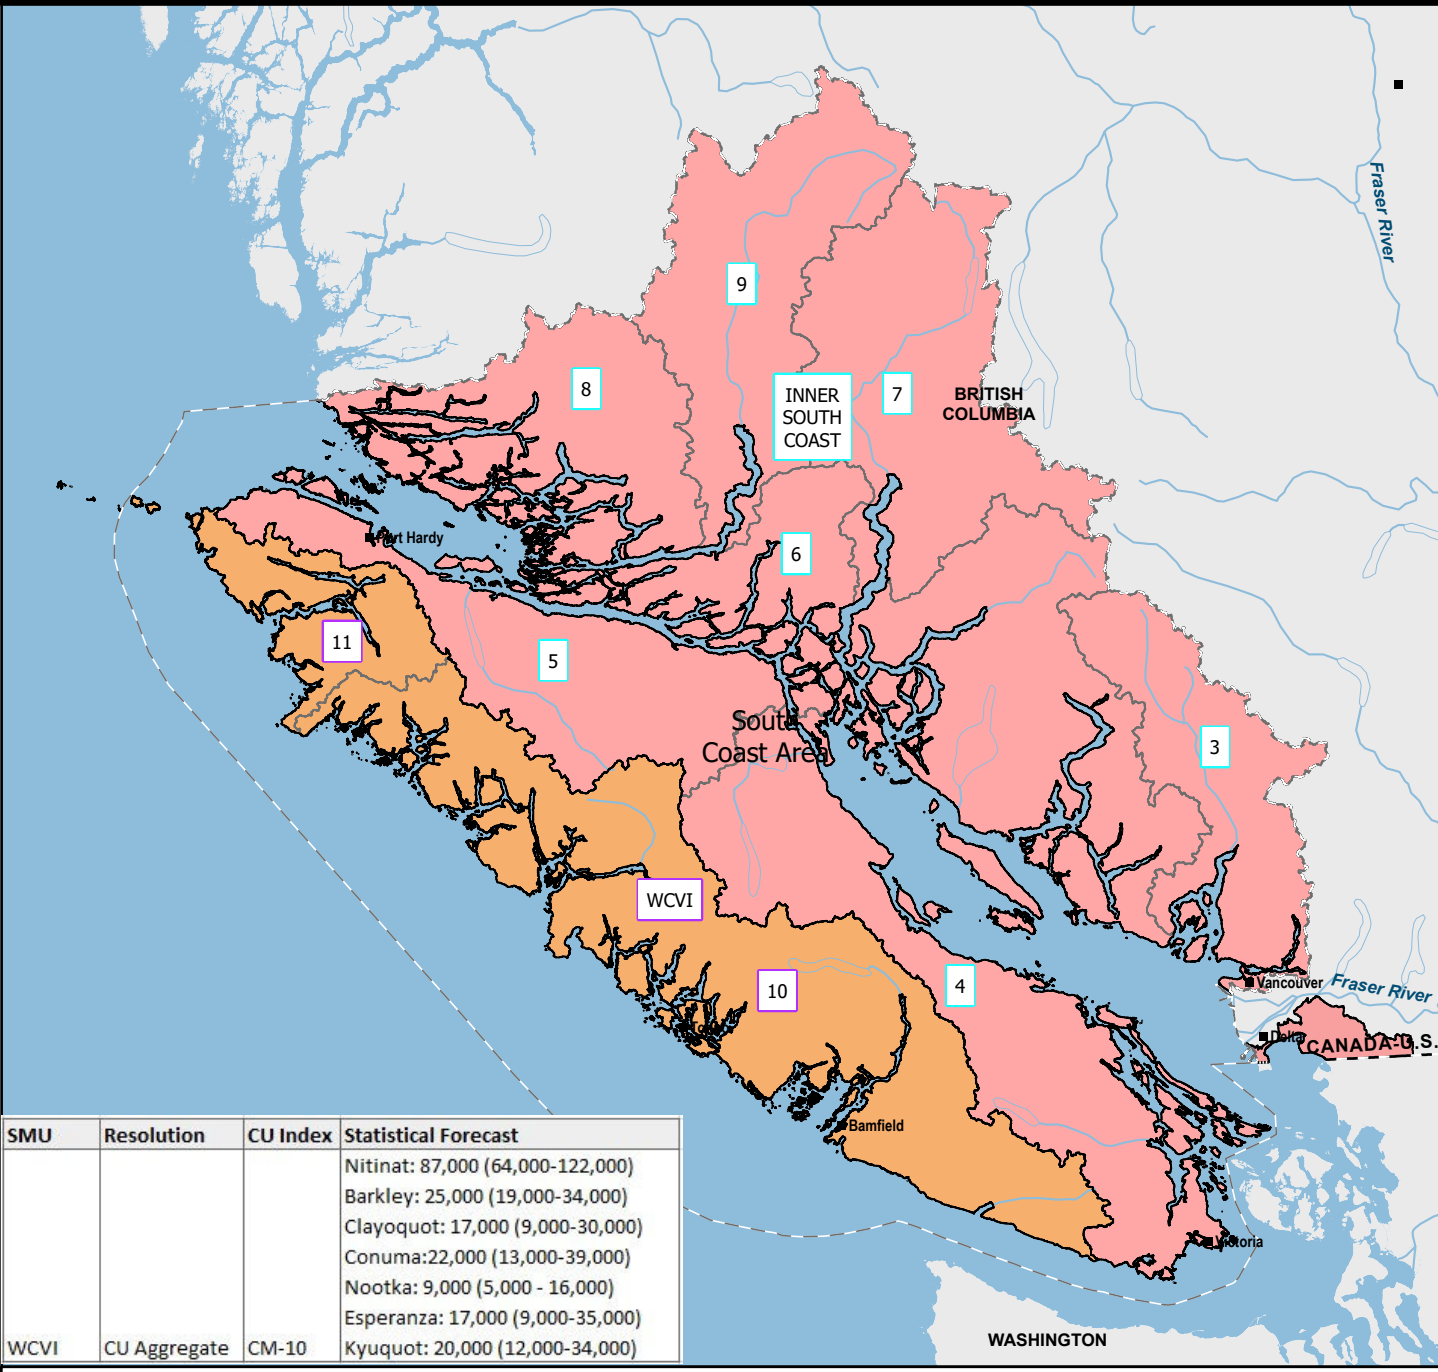 Fraser River
9
8
7
INNER
SOUTH
COAST
BRITISH
COLUMBIA
Port Hardy
6
11
5
South
Coast Area
3
WCVI
10
4
Vancouver
Fraser River
Delta
CANADA-U.S.
Bamfield
Victoria
WASHINGTON
SMU Resolution CU Index Statistical Forecast
Nitinat: 87,000 (64,000-122,000)
Barkley: 25,000 (19,000-34,000)
Clayoquot: 17,000 (9,000-30,000)
Conuma:22,000 (13,000-39,000)
Nootka: 9,000 (5,000 - 16,000)
Esperanza: 17,000 (9,000-35,000)
WCVI CU Aggregate CM-10 Kyuquot: 20,000 (12,000-34,000)